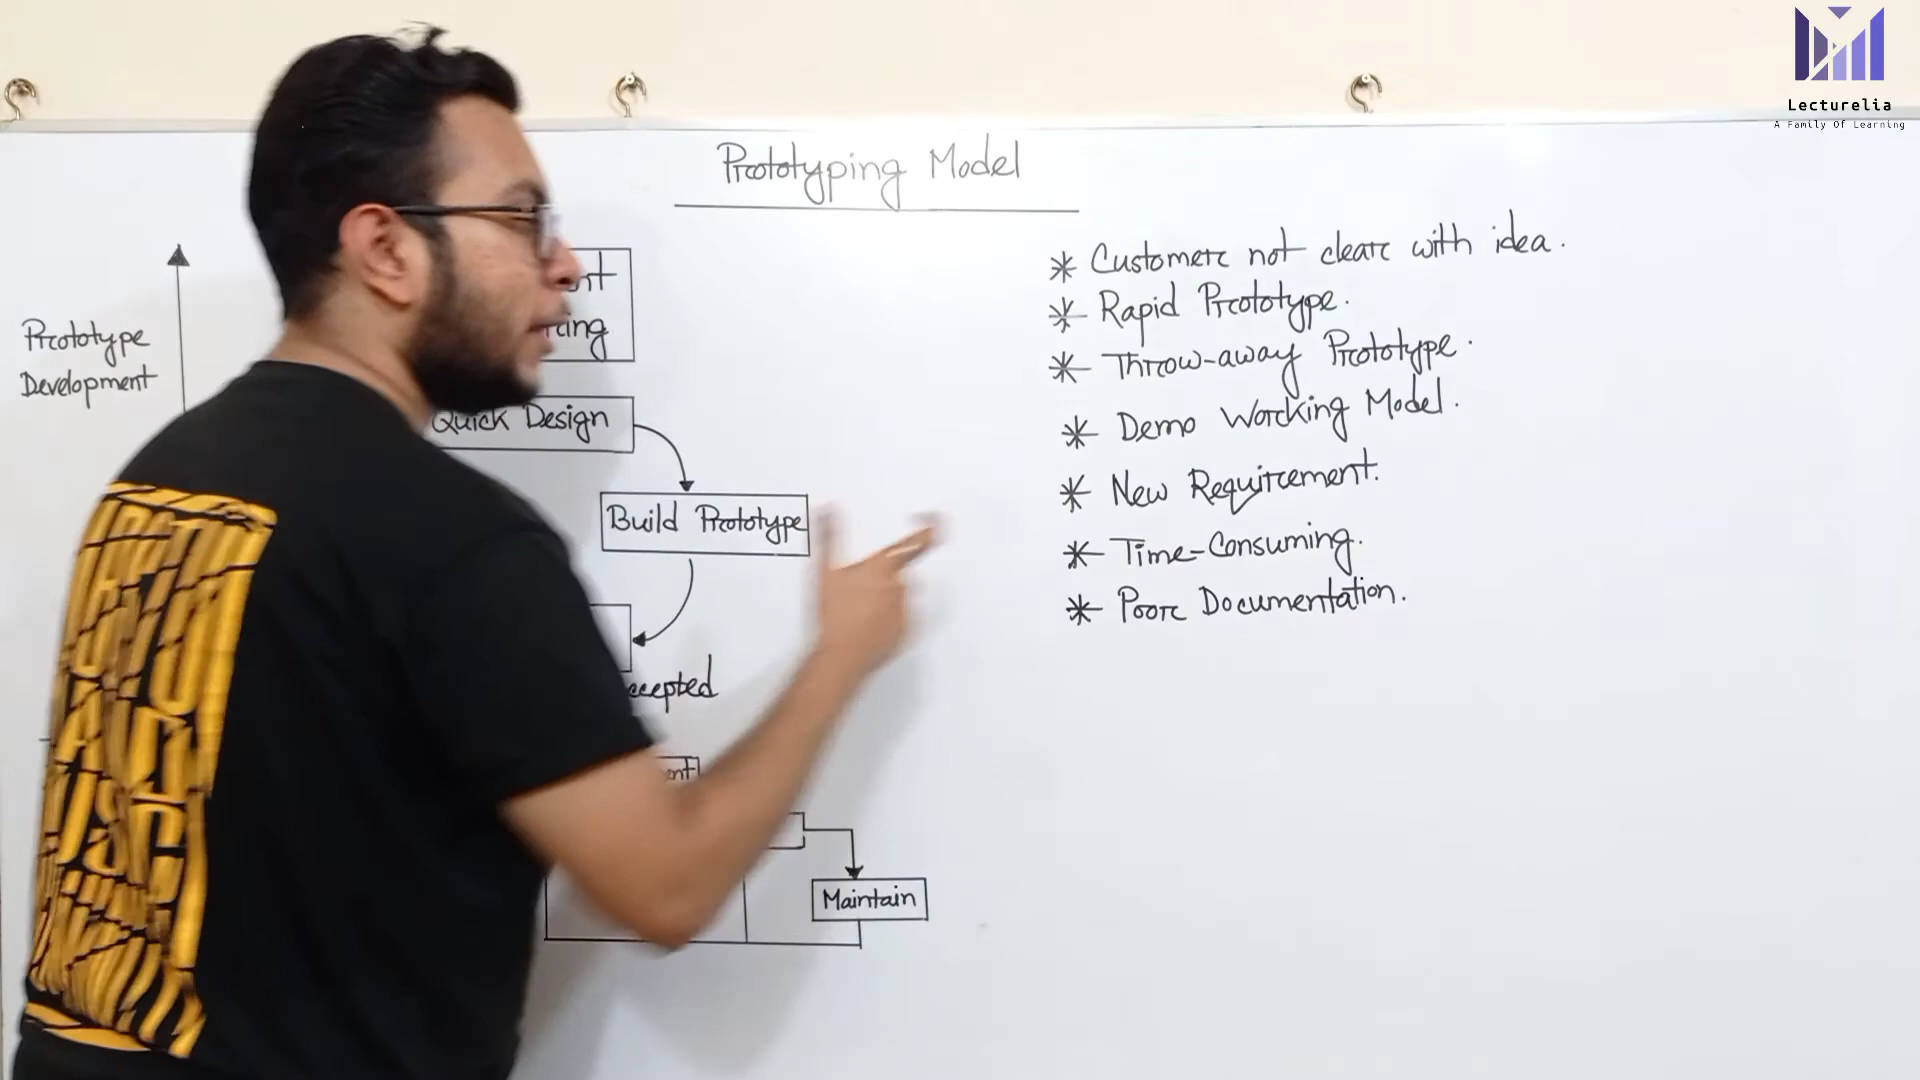 Lecturelia
A Family Of Learning
Prototyping Model
Prototype
Development
Quick Design
Build Prototype
Maintain
* Customer not clear with idea.
* Rapid Prototype.
* Throw-away Prototype.
* Demo Working Model.
* New Requirement.
* Time-Consuming.
* Poor Documentation.